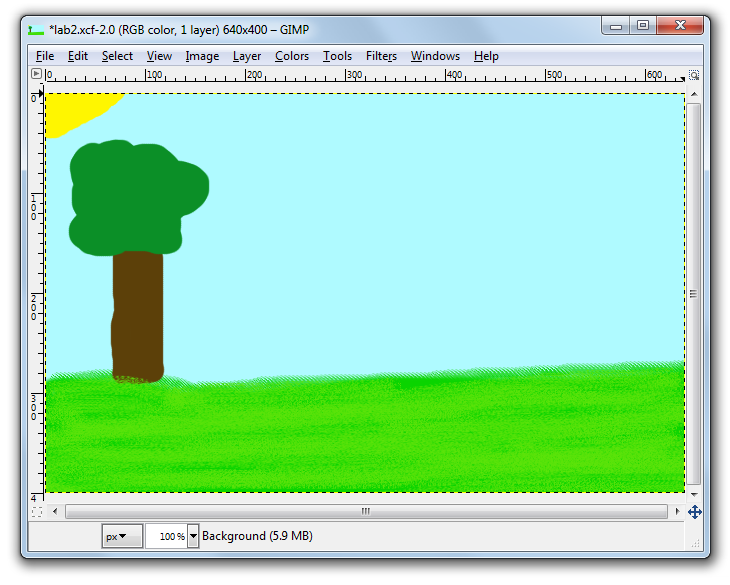 *lab2.xcf-2.0 (RGB color, 1 layer) 640x400 – GIMP
File Edit Select View Image Layer Colors Tools Filters Windows Help
0 100 200 300 400 500 600
0
100
200
300
4
px 100 % Background (5.9 MB)